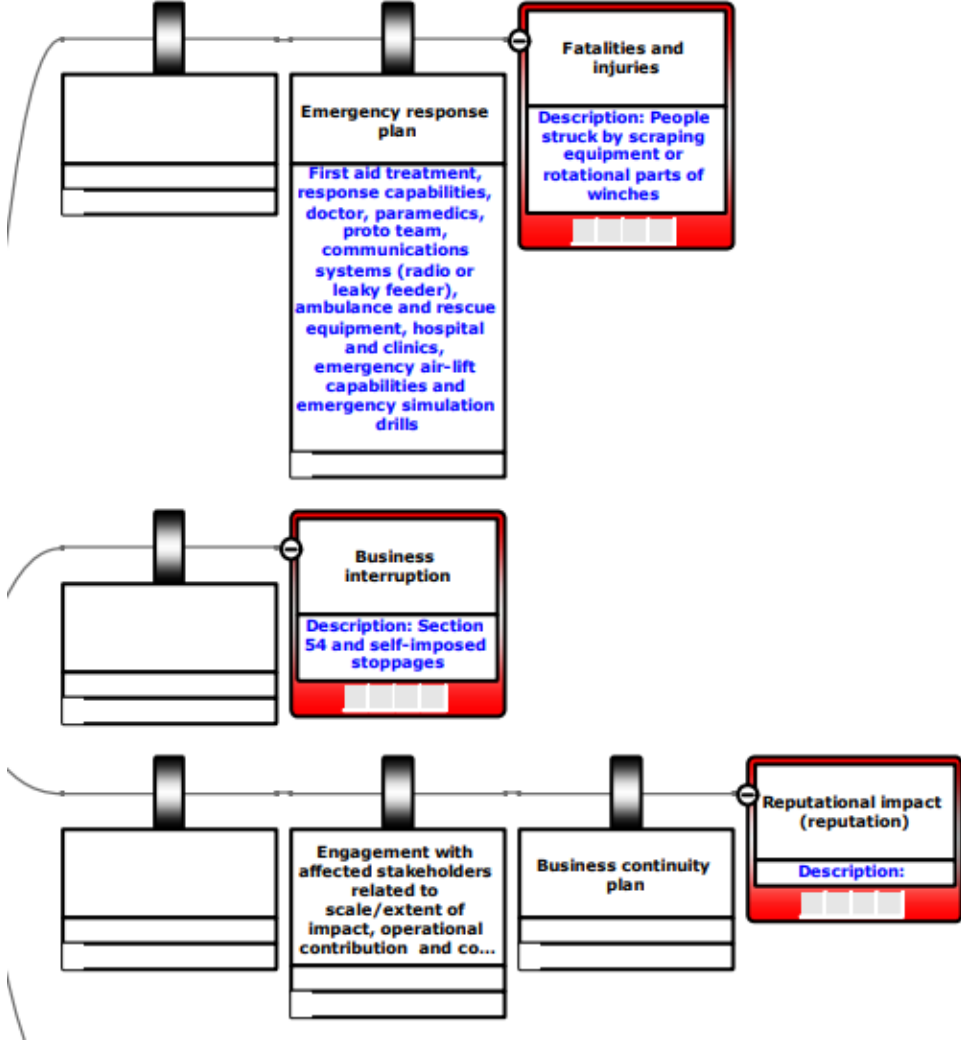 Fatalities and
injuries
Description: People
struck by scraping
equipment or
rotational parts of
winches
Emergency response
plan
First aid treatment,
response capabilities,
doctor, paramedics,
proto team,
communications
systems (radio or
leaky feeder),
ambulance and rescue
equipment, hospital
and clinics,
emergency air-lift
capabilities and
emergency simulation
drills
Business
interruption
Description: Section
54 and self-imposed
stoppages
Engagement with
affected stakeholders
related to
scale/extent of
impact, operational
contribution and co...
Business continuity
plan
Reputational impact
(reputation)
Description: